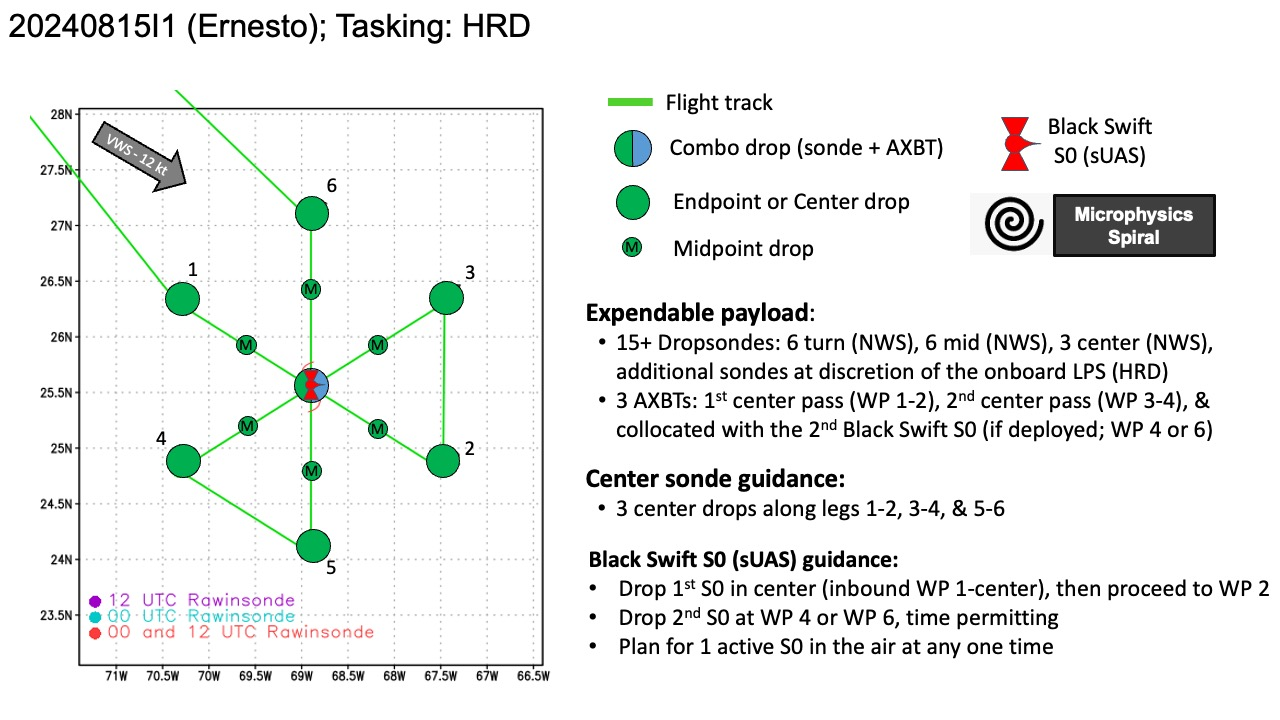 20240815I1 (Ernesto); Tasking: HRD
28N
27.5N
27N
26.5N
26N
25.5N
25N
24.5N
24N
23.5N
VWS - 12 kt
6
1
3
M
M
M
M
M
M
4
2
5
12 UTC Rawinsonde
00 UTC Rawinsonde
00 and 12 UTC Rawinsonde
71W 70.5W 70W 69.5W 69W 68.5W 68W 67.5W 67W 66.5W
Flight track
Combo drop (sonde + AXBT)
Endpoint or Center drop
M Midpoint drop
Black Swift
S0 (sUAS)
Microphysics
Spiral
Expendable payload:
• 15+ Dropsondes: 6 turn (NWS), 6 mid (NWS), 3 center (NWS),
additional sondes at discretion of the onboard LPS (HRD)
• 3 AXBTs: 1st center pass (WP 1-2), 2nd center pass (WP 3-4), &
collocated with the 2nd Black Swift S0 (if deployed; WP 4 or 6)
Center sonde guidance:
• 3 center drops along legs 1-2, 3-4, & 5-6
Black Swift S0 (sUAS) guidance:
• Drop 1st S0 in center (inbound WP 1-center), then proceed to WP 2
• Drop 2nd S0 at WP 4 or WP 6, time permitting
• Plan for 1 active S0 in the air at any one time